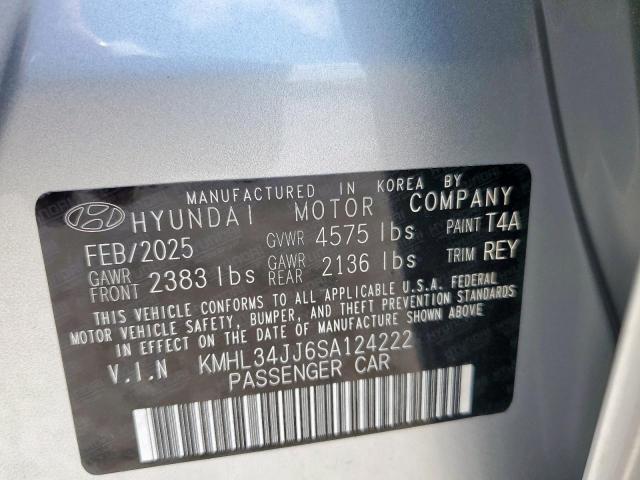 MANUFACTURED IN KOREA BY
HYUNDAI MOTOR COMPANY
FEB/2025 GVWR 4575 lbs PAINT T4A
GAWR FRONT 2383 lbs GAWR REAR 2136 lbs TRIM REY
THIS VEHICLE CONFORMS TO ALL APPLICABLE U.S.A. FEDERAL
MOTOR VEHICLE SAFETY, BUMPER, AND THEFT PREVENTION STANDARDS
IN EFFECT ON THE DATE OF MANUFACTURE SHOWN ABOVE.
V.I.N KMHL34JJ6SA124222
PASSENGER CAR